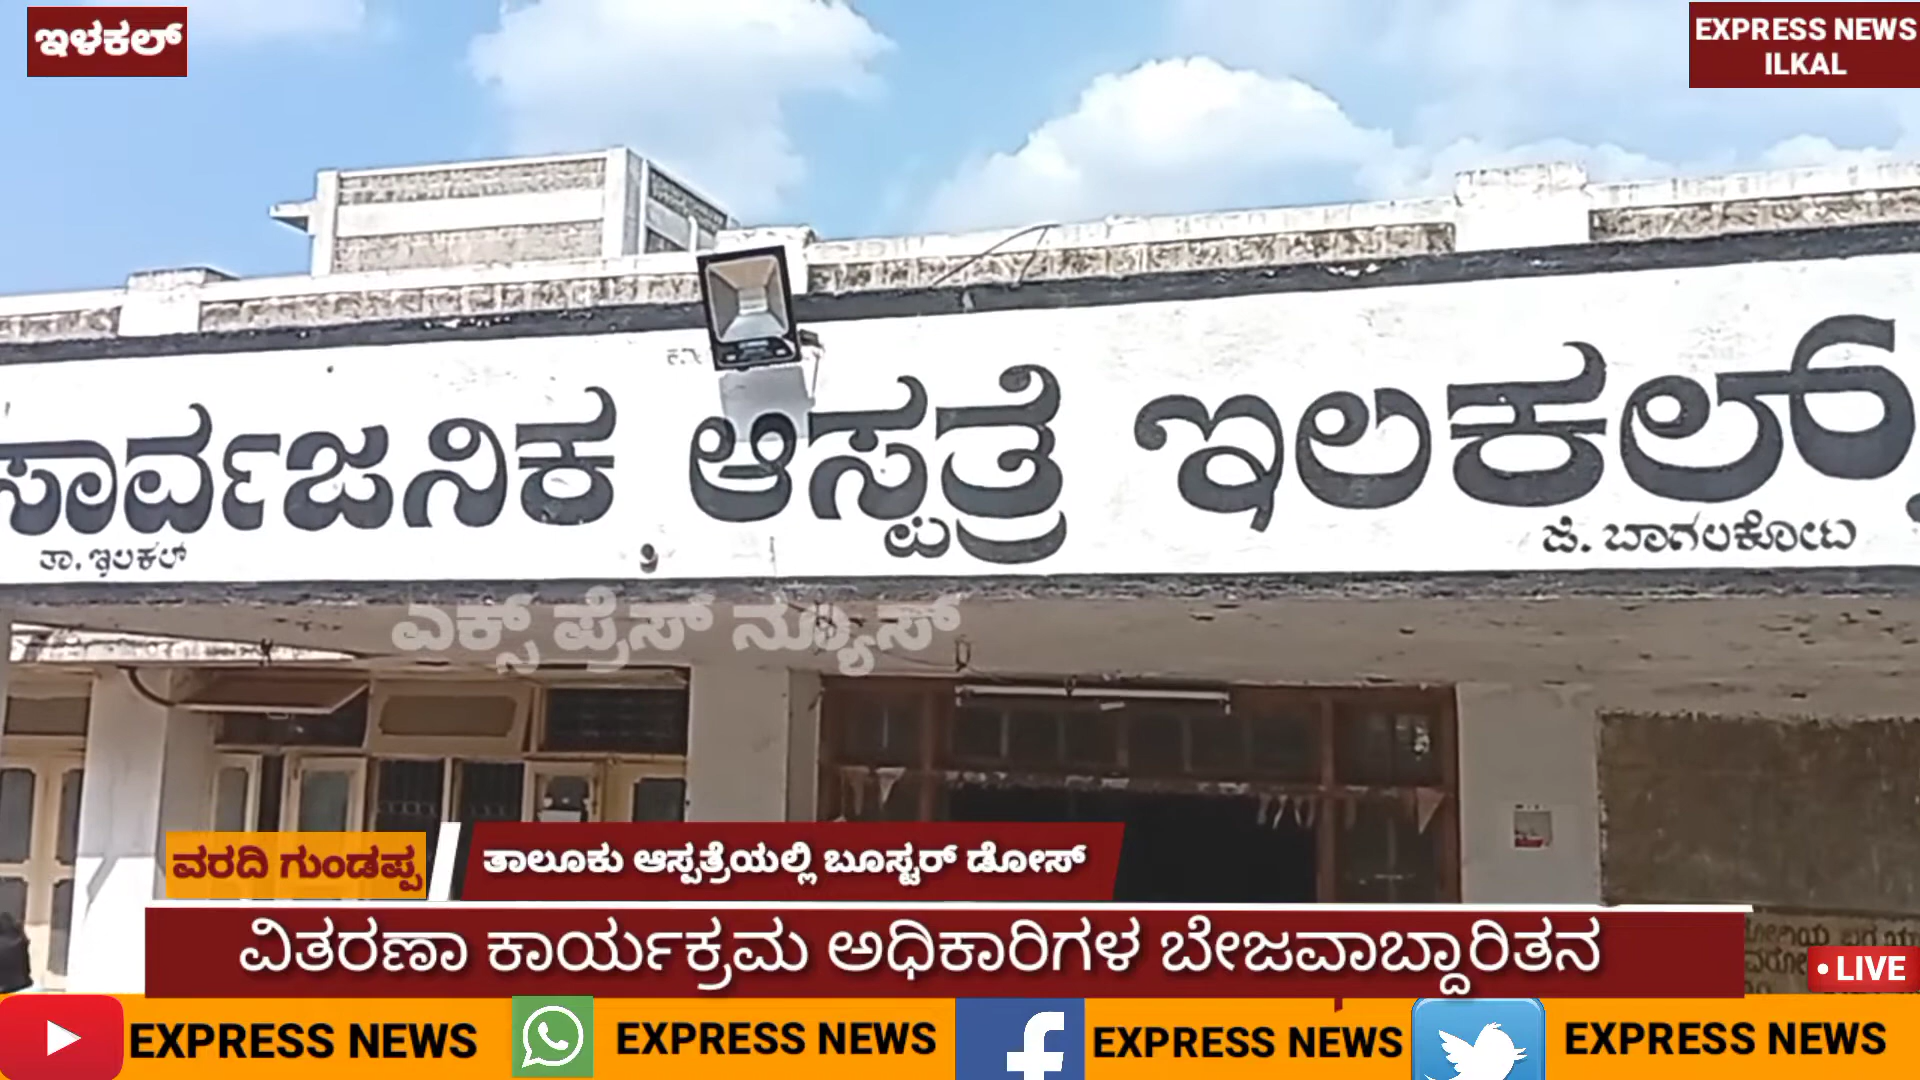 ಇಳಕಲ್
EXPRESS NEWS
ILKAL
ಸಾರ್ವಜನಿಕ ಆಸ್ಪತ್ರೆ ಇಲಕಲ್
ತಾ. ಇಲಕಲ್
ಜಿ. ಬಾಗಲಕೋಟ
ಎಕ್ಸ್ ಪ್ರೆಸ್ ನ್ಯೂಸ್
ವರದಿ ಗುಂಡಪ್ಪ
ತಾಲೂಕು ಆಸ್ಪತ್ರೆಯಲ್ಲಿ ಬೂಸ್ಟರ್ ಡೋಸ್
ವಿತರಣಾ ಕಾರ್ಯಕ್ರಮ ಅಧಿಕಾರಿಗಳ ಬೇಜವಾಬ್ದಾರಿತನ
LIVE
EXPRESS NEWS EXPRESS NEWS EXPRESS NEWS EXPRESS NEWS